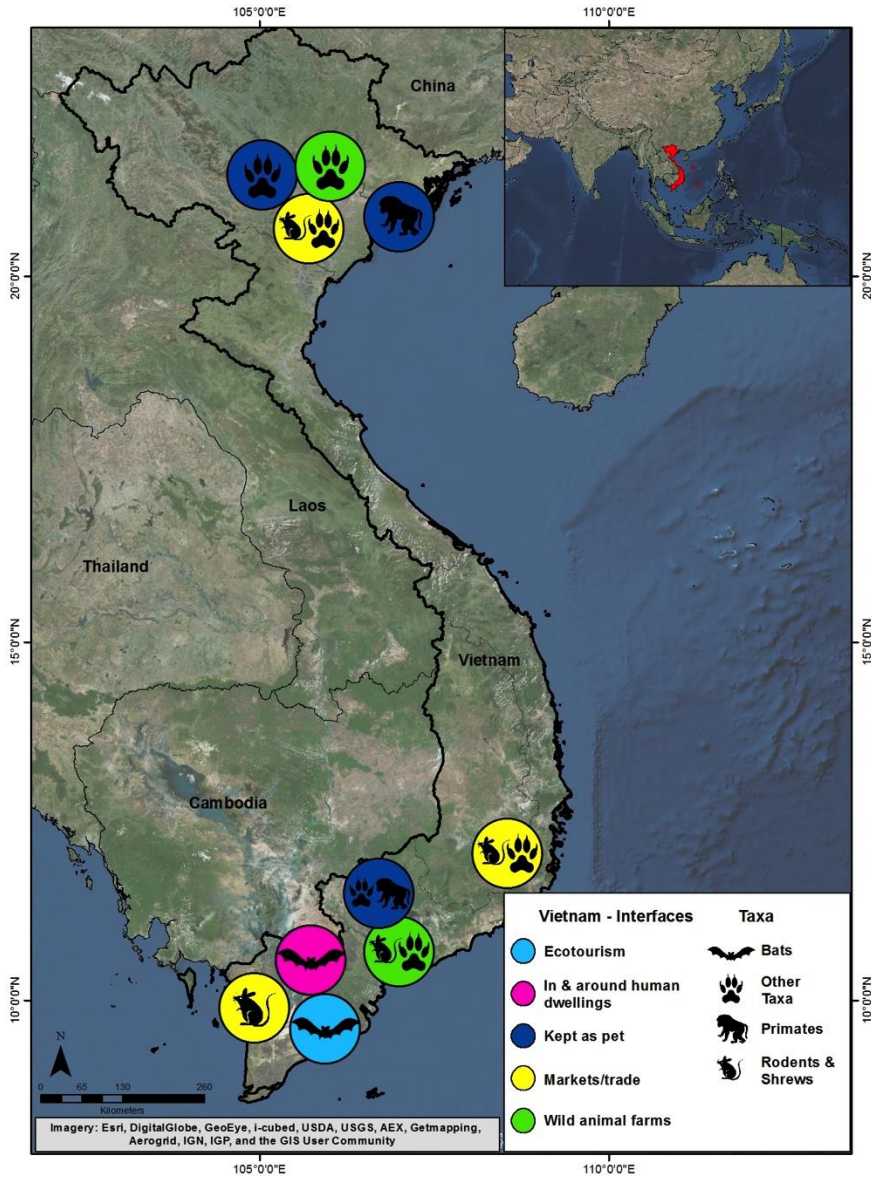 105°0'0"E 110°0'0"E
China
20°0'0"N 20°0'0"N
Laos
Thailand
15°0'0"N 15°0'0"N
Vietnam
Cambodia
10°0'0"N 10°0'0"N
Vietnam - Interfaces
Ecotourism
In & around human
dwellings
Kept as pet
Markets/trade
Wild animal farms
Taxa
Bats
Other
Taxa
Primates
Rodents &
Shrews
N
0 65 130 260
Kilometers
Imagery: Esri, DigitalGlobe, GeoEye, i-cubed, USDA, USGS, AEX, Getmapping,
Aerogrid, IGN, IGP, and the GIS User Community
105°0'0"E 110°0'0"E